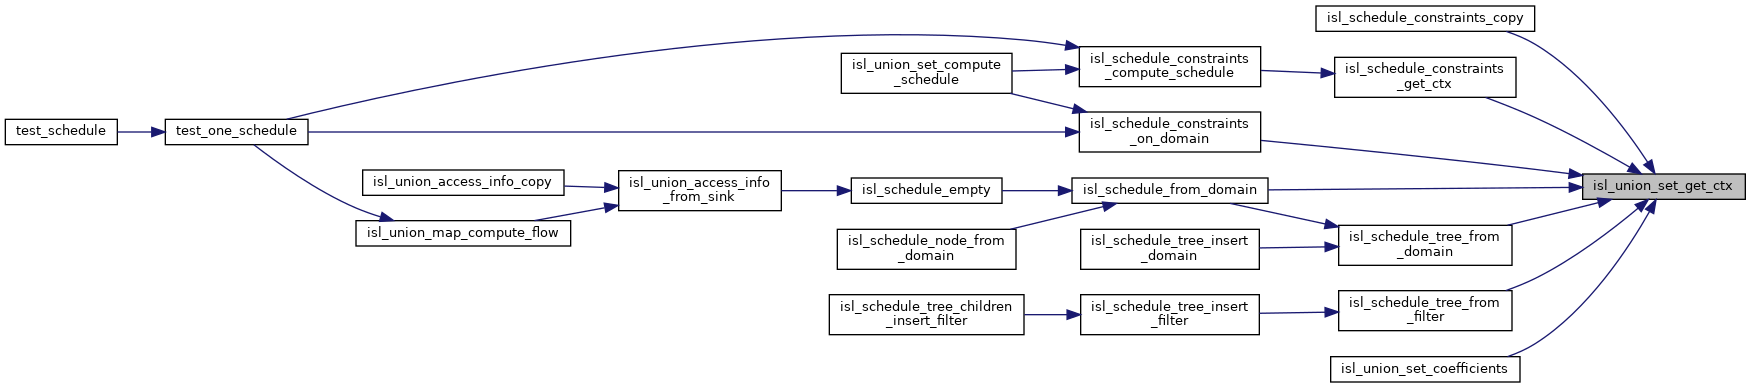 isl_schedule_constraints_copy
isl_schedule_constraints
_compute_schedule
isl_union_set_compute
_schedule
isl_schedule_constraints
_get_ctx
test_schedule
test_one_schedule
isl_schedule_constraints
_on_domain
isl_union_access_info_copy
isl_union_access_info
_from_sink
isl_schedule_empty
isl_schedule_from_domain
isl_union_set_get_ctx
isl_union_map_compute_flow
isl_schedule_node_from
_domain
isl_schedule_tree_insert
_domain
isl_schedule_tree_from
_domain
isl_schedule_tree_children
_insert_filter
isl_schedule_tree_insert
_filter
isl_schedule_tree_from
_filter
isl_union_set_coefficients